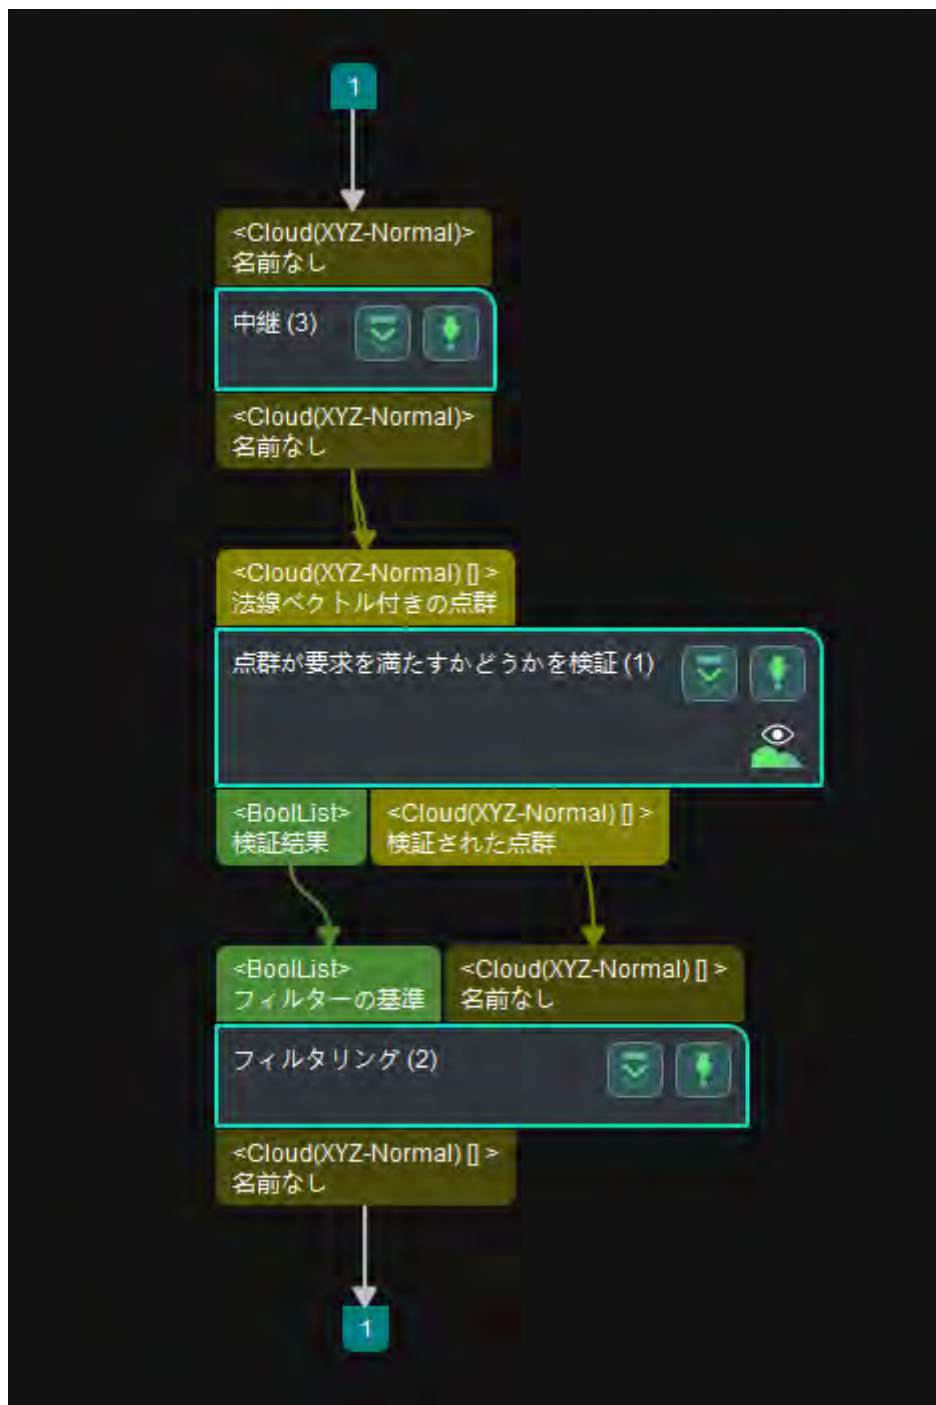 1
<Cloud(XYZ-Normal)>
名前なし
中継 (3)
<Cloud(XYZ-Normal)>
名前なし
<Cloud(XYZ-Normal) [] >
法線ベクトル付きの点群
点群が要求を満たすかどうかを検証 (1)
<BoolList>
検証結果
<Cloud(XYZ-Normal) [] >
検証された点群
<BoolList>
フィルターの基準
<Cloud(XYZ-Normal) [] >
名前なし
フィルタリング (2)
<Cloud(XYZ-Normal) [] >
名前なし
1